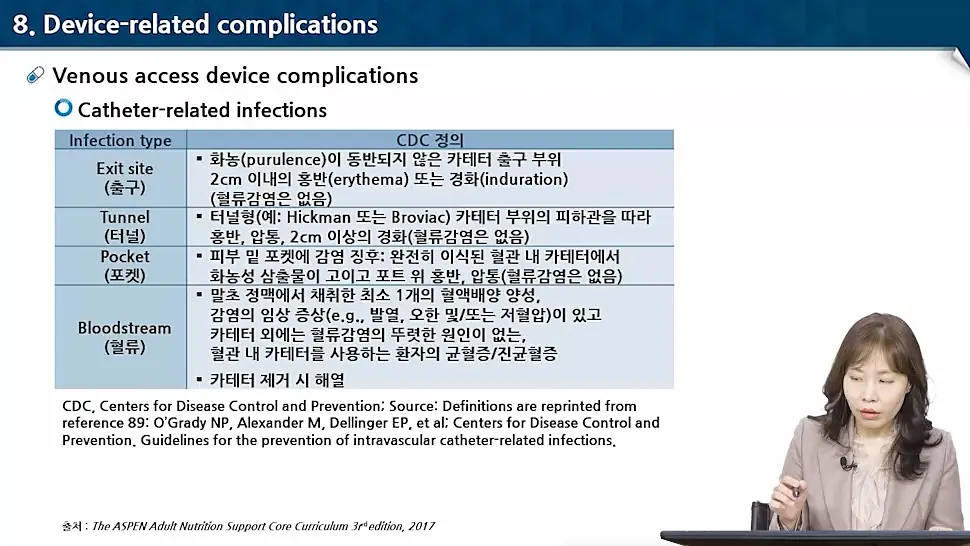 8. Device-related complications
Venous access device complications
Catheter-related infections
Infection type
CDC 정의
Exit site
(출구)
▪ 화농(purulence)이 동반되지 않은 카테터 출구 부위
2cm 이내의 홍반(erythema) 또는 경화(induration)
(혈류감염은 없음)
Tunnel
(터널)
▪ 터널형(예: Hickman 또는 Broviac) 카테터 부위의 피하관을 따라
홍반, 압통, 2cm 이상의 경화(혈류감염은 없음)
Pocket
(포켓)
▪ 피부 밑 포켓에 감염 징후: 완전히 이식된 혈관 내 카테터에서
화농성 삼출물이 고이고 포트 위 홍반, 압통(혈류감염은 없음)
Bloodstream
(혈류)
▪ 말초 정맥에서 채취한 최소 1개의 혈액배양 양성,
감염의 임상 증상(e.g., 발열, 오한 및/또는 저혈압)이 있고
카테터 외에는 혈류감염의 뚜렷한 원인이 없는,
혈관 내 카테터를 사용하는 환자의 균혈증/진균혈증
▪ 카테터 제거 시 해열
CDC, Centers for Disease Control and Prevention; Source: Definitions are reprinted from
reference 89: O'Grady NP, Alexander M, Dellinger EP, et al; Centers for Disease Control and
Prevention. Guidelines for the prevention of intravascular catheter-related infections.
출처 : The ASPEN Adult Nutrition Support Core Curriculum 3rd edition, 2017